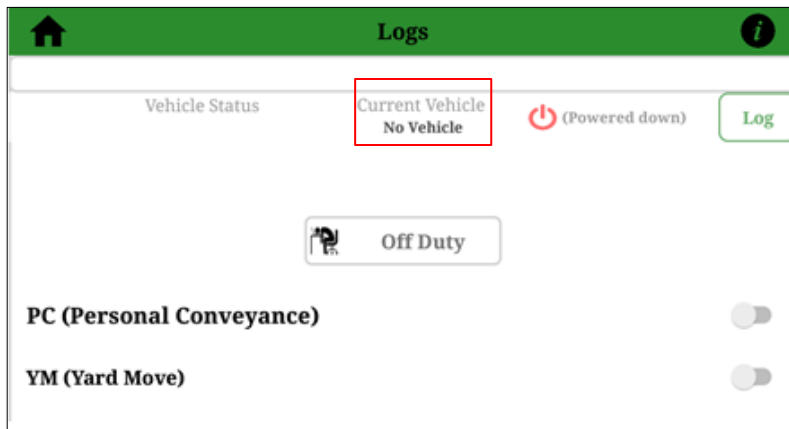 Logs
i
Vehicle Status
Current Vehicle
No Vehicle
(Powered down)
Log
Off Duty
PC (Personal Conveyance)
YM (Yard Move)